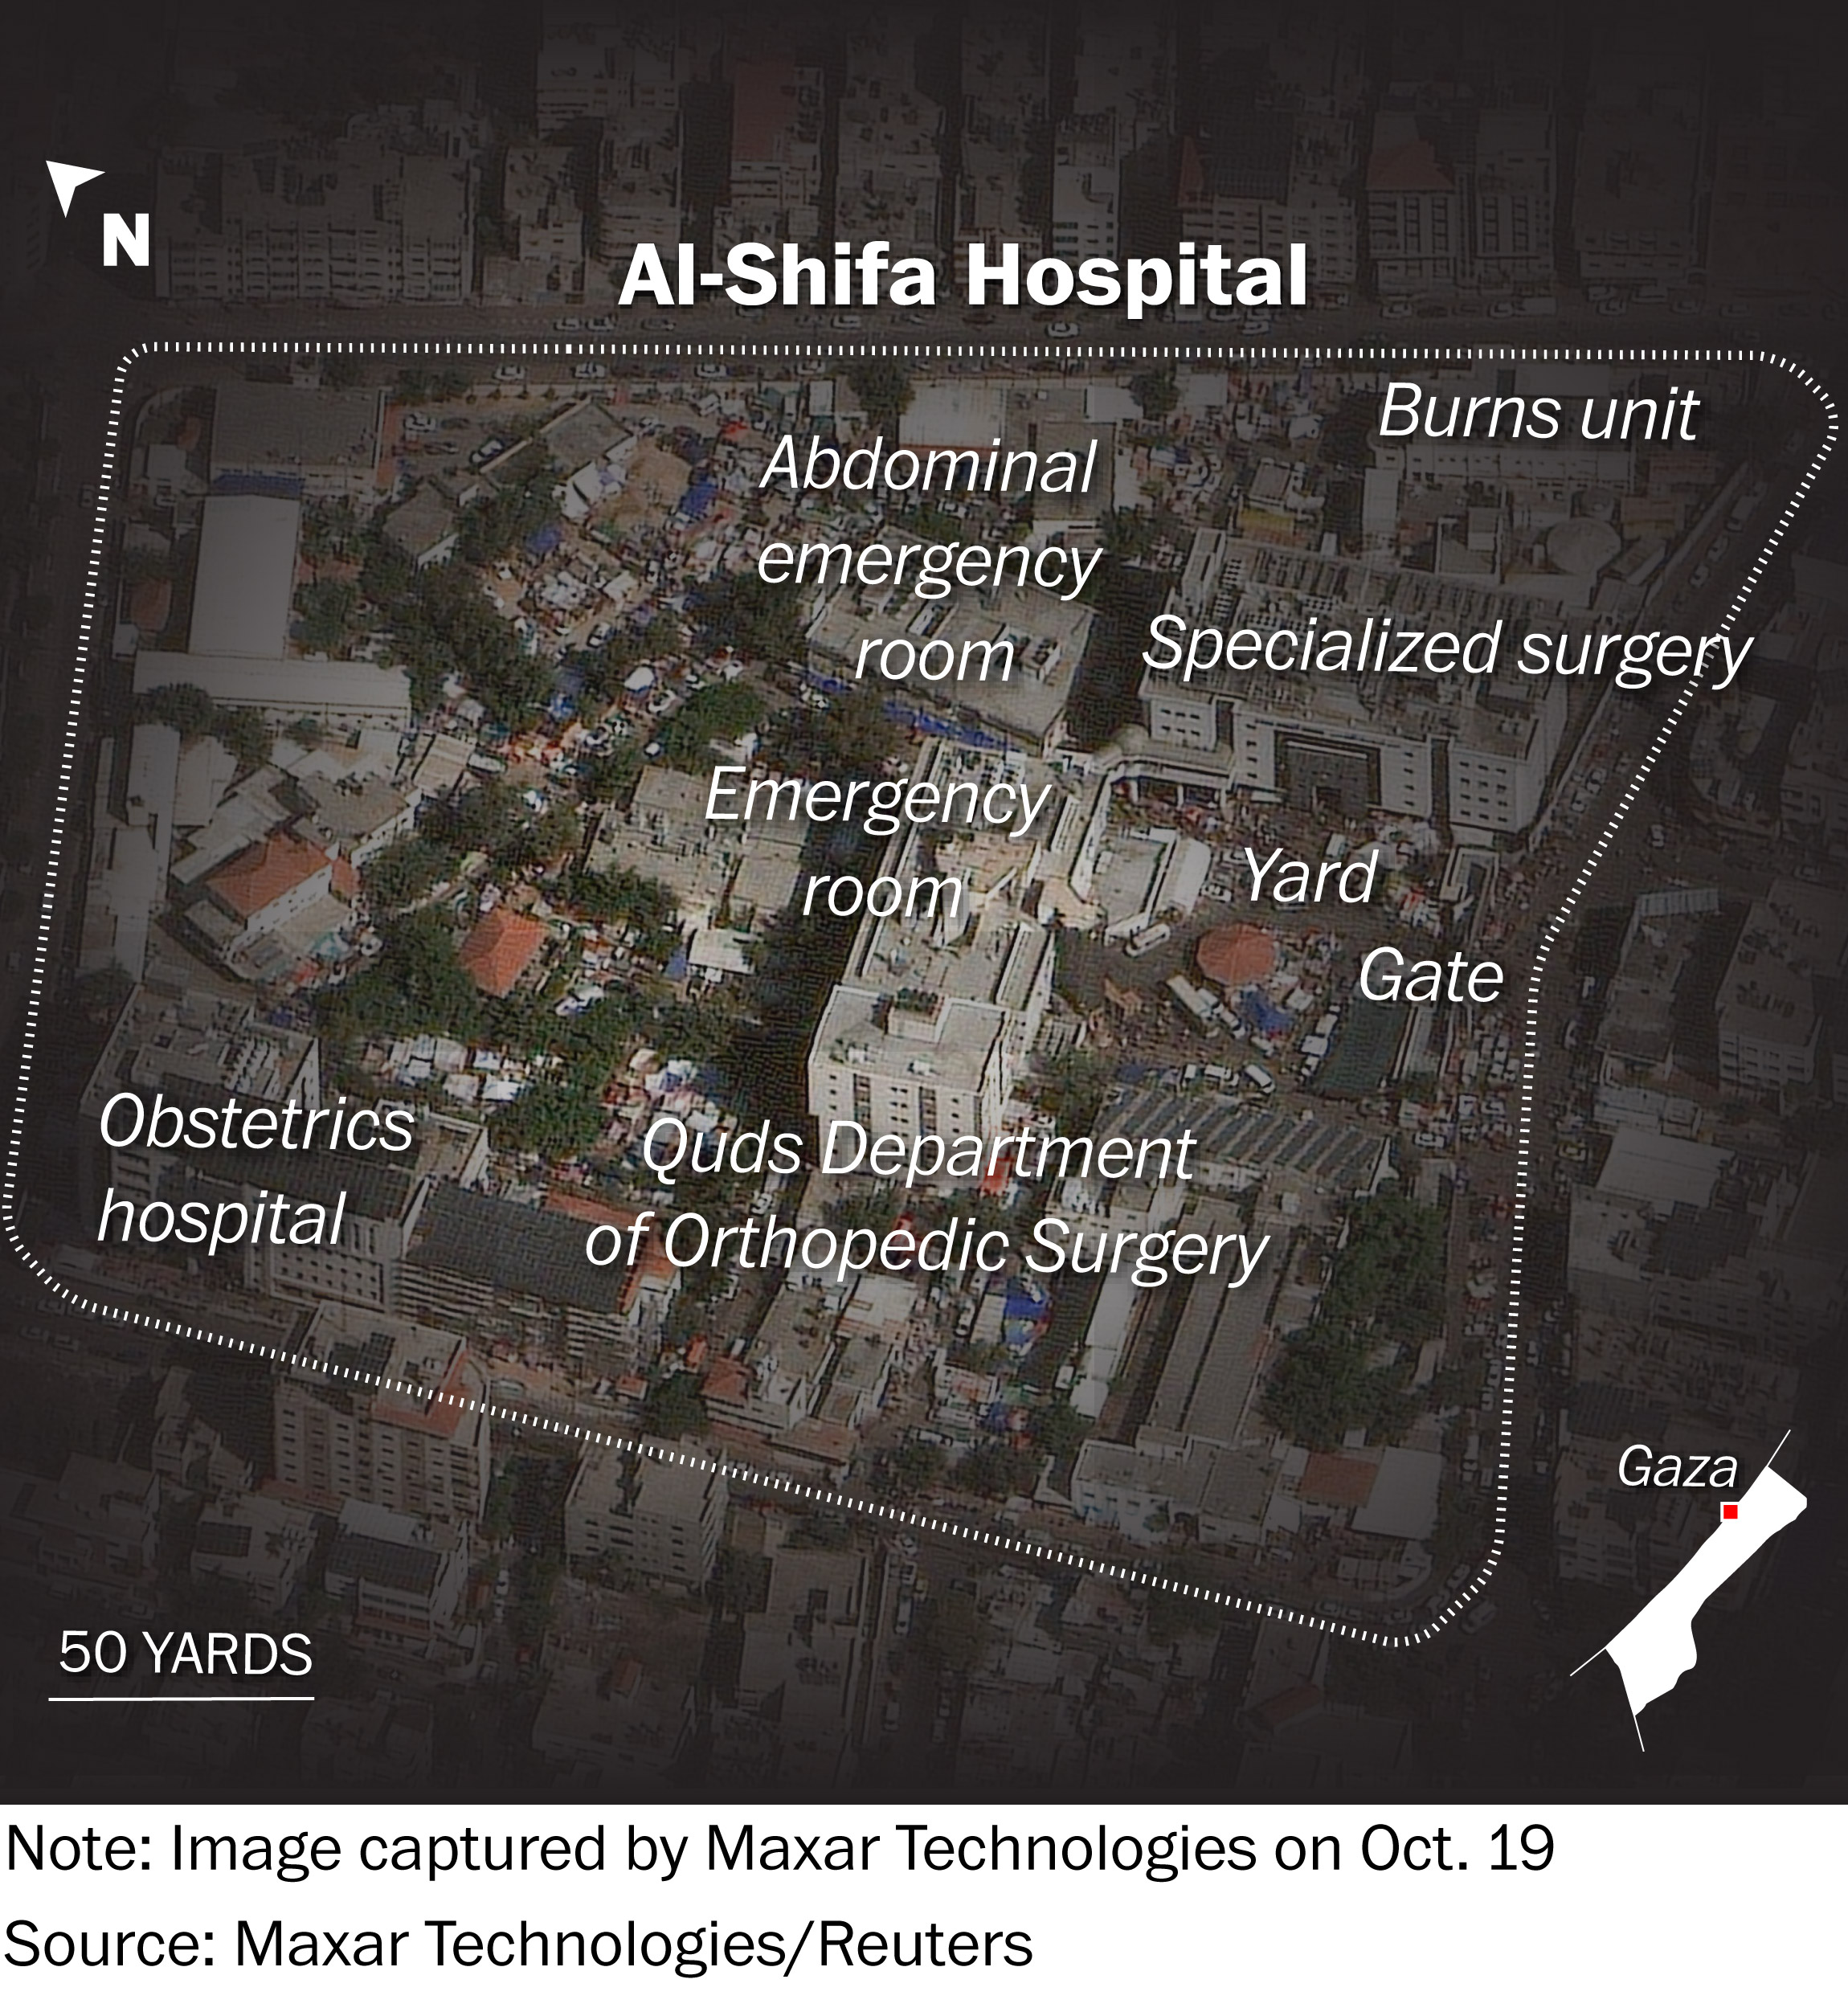 N
Al-Shifa Hospital
Burns unit
Abdominal
emergency
room
Specialized surgery
Emergency
room
Yard
Gate
Obstetrics
hospital
Quds Department
of Orthopedic Surgery
Gaza
50 YARDS
Note: Image captured by Maxar Technologies on Oct. 19
Source: Maxar Technologies/Reuters